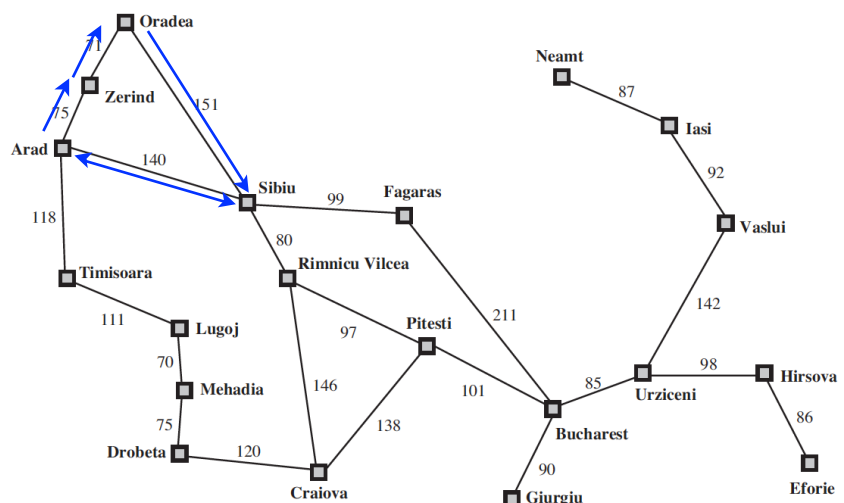 Oradea
71
Neamt
87
Zerind
151
75
Iasi
Arad
140
92
Sibiu
Fagaras
99
118
Vaslui
80
Timisoara
Rimnicu Vilcea
142
111
Pitesti
211
Lugoj
97
98
Hirsova
70
85
146
101
Mehadia
Urziceni
86
75
138
Bucharest
Drobeta
120
90
Eforie
Craiova
Giurgiu